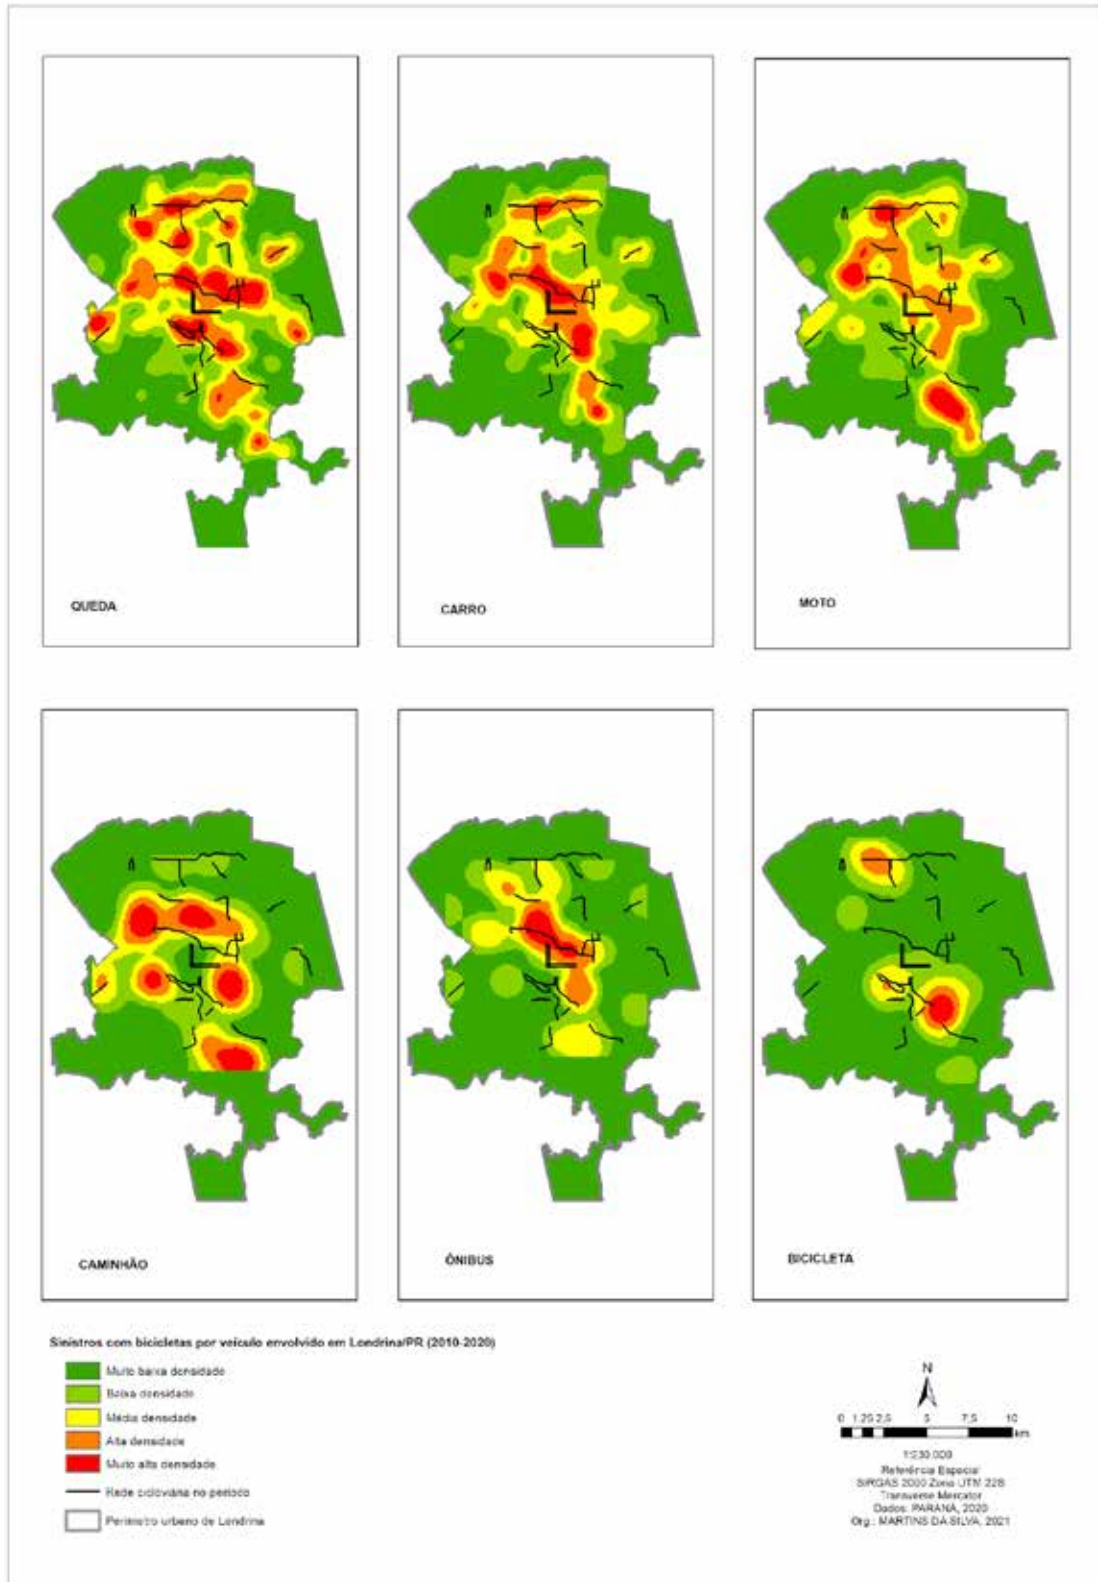 QUEDA
CARRO
MOTO
CAMINHÃO
ÔNIBUS
BICICLETA
Sinistros com bicicletas por veículo envolvido em Londrina/PR (2010-2020)
Muito baixa densidade
Baixa densidade
Média densidade
Alta densidade
Muito alta densidade
Rede cicloviária no período
Perímetro urbano de Londrina
N
0 1.25 2,5 5 7,5 10
km
1:230.000
Referência Espacial
SIRGAS 2000 Zona UTM 22S
Transverse Mercator
Dados: PARANÁ, 2020
Org.: MARTINS DA SILVA, 2021